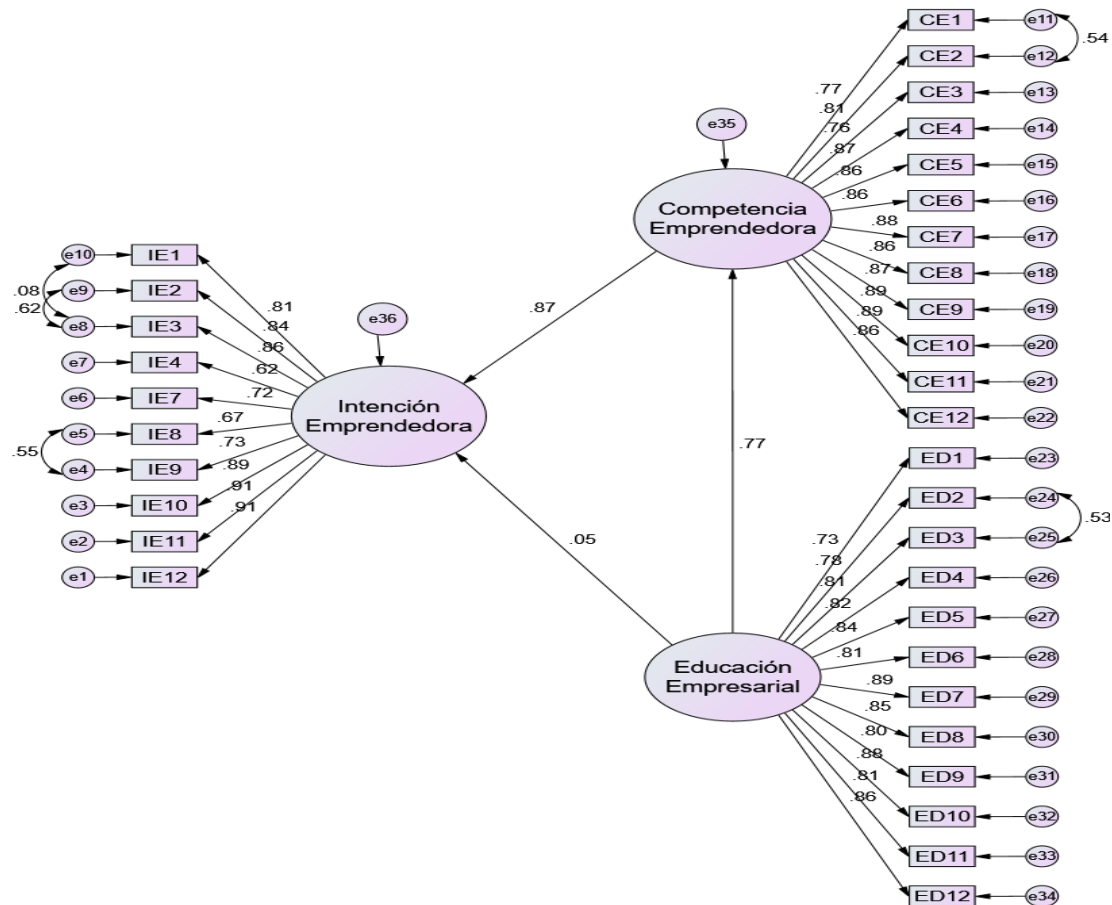 e11
CE1
.54
e12
CE2
e13
CE3
e14
CE4
e15
CE5
e16
CE6
e17
CE7
e18
CE8
e19
CE9
e20
CE10
e21
CE11
e22
CE12
.77
.81
.76
.87
.86
.86
.88
.86
.87
.89
.89
.86
e35
Competencia
Emprendedora
e10
IE1
e9
IE2
e8
IE3
e7
IE4
e6
IE7
e5
IE8
e4
IE9
e3
IE10
e2
IE11
e1
IE12
.08
.62
.55
.81
.84
.86
.62
.72
.67
.73
.89
.91
.91
e36
Intención
Emprendedora
.87
.77
.05
Educación
Empresarial
.73
.78
.81
.82
.84
.81
.89
.85
.80
.88
.81
.86
ED1
e23
ED2
e24
ED3
e25
.53
ED4
e26
ED5
e27
ED6
e28
ED7
e29
ED8
e30
ED9
e31
ED10
e32
ED11
e33
ED12
e34